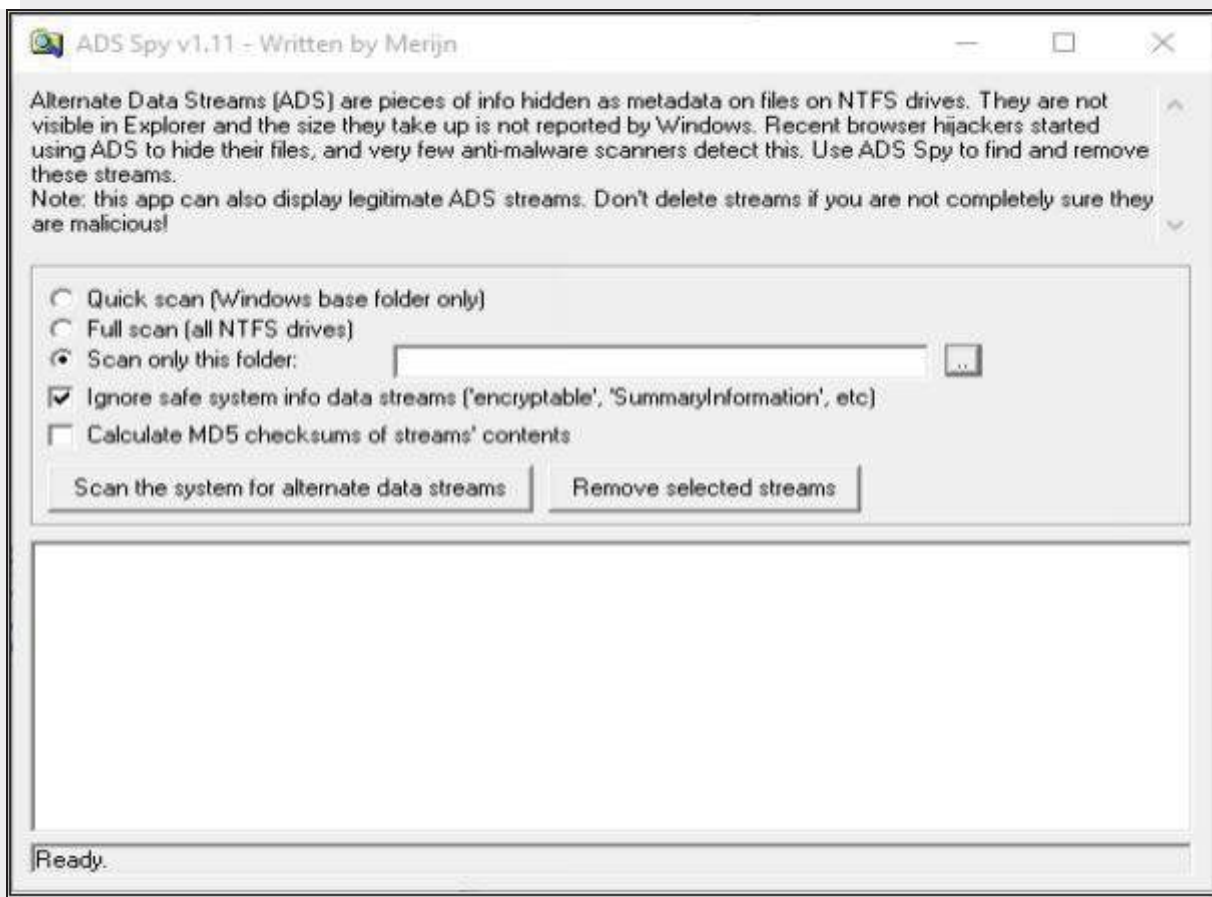 ADS Spy v1.11 - Written by Merijn
Alternate Data Streams (ADS) are pieces of info hidden as metadata on files on NTFS drives. They are not
visible in Explorer and the size they take up is not reported by Windows. Recent browser hijackers started
using ADS to hide their files, and very few anti-malware scanners detect this. Use ADS Spy to find and remove
these streams.
Note: this app can also display legitimate ADS streams. Don't delete streams if you are not completely sure they
are malicious!
Quick scan (Windows base folder only)
Full scan (all NTFS drives)
Scan only this folder:
..
Ignore safe system info data streams ('encryptable', 'SummaryInformation', etc)
Calculate MD5 checksums of streams' contents
Scan the system for alternate data streams
Remove selected streams
Ready.